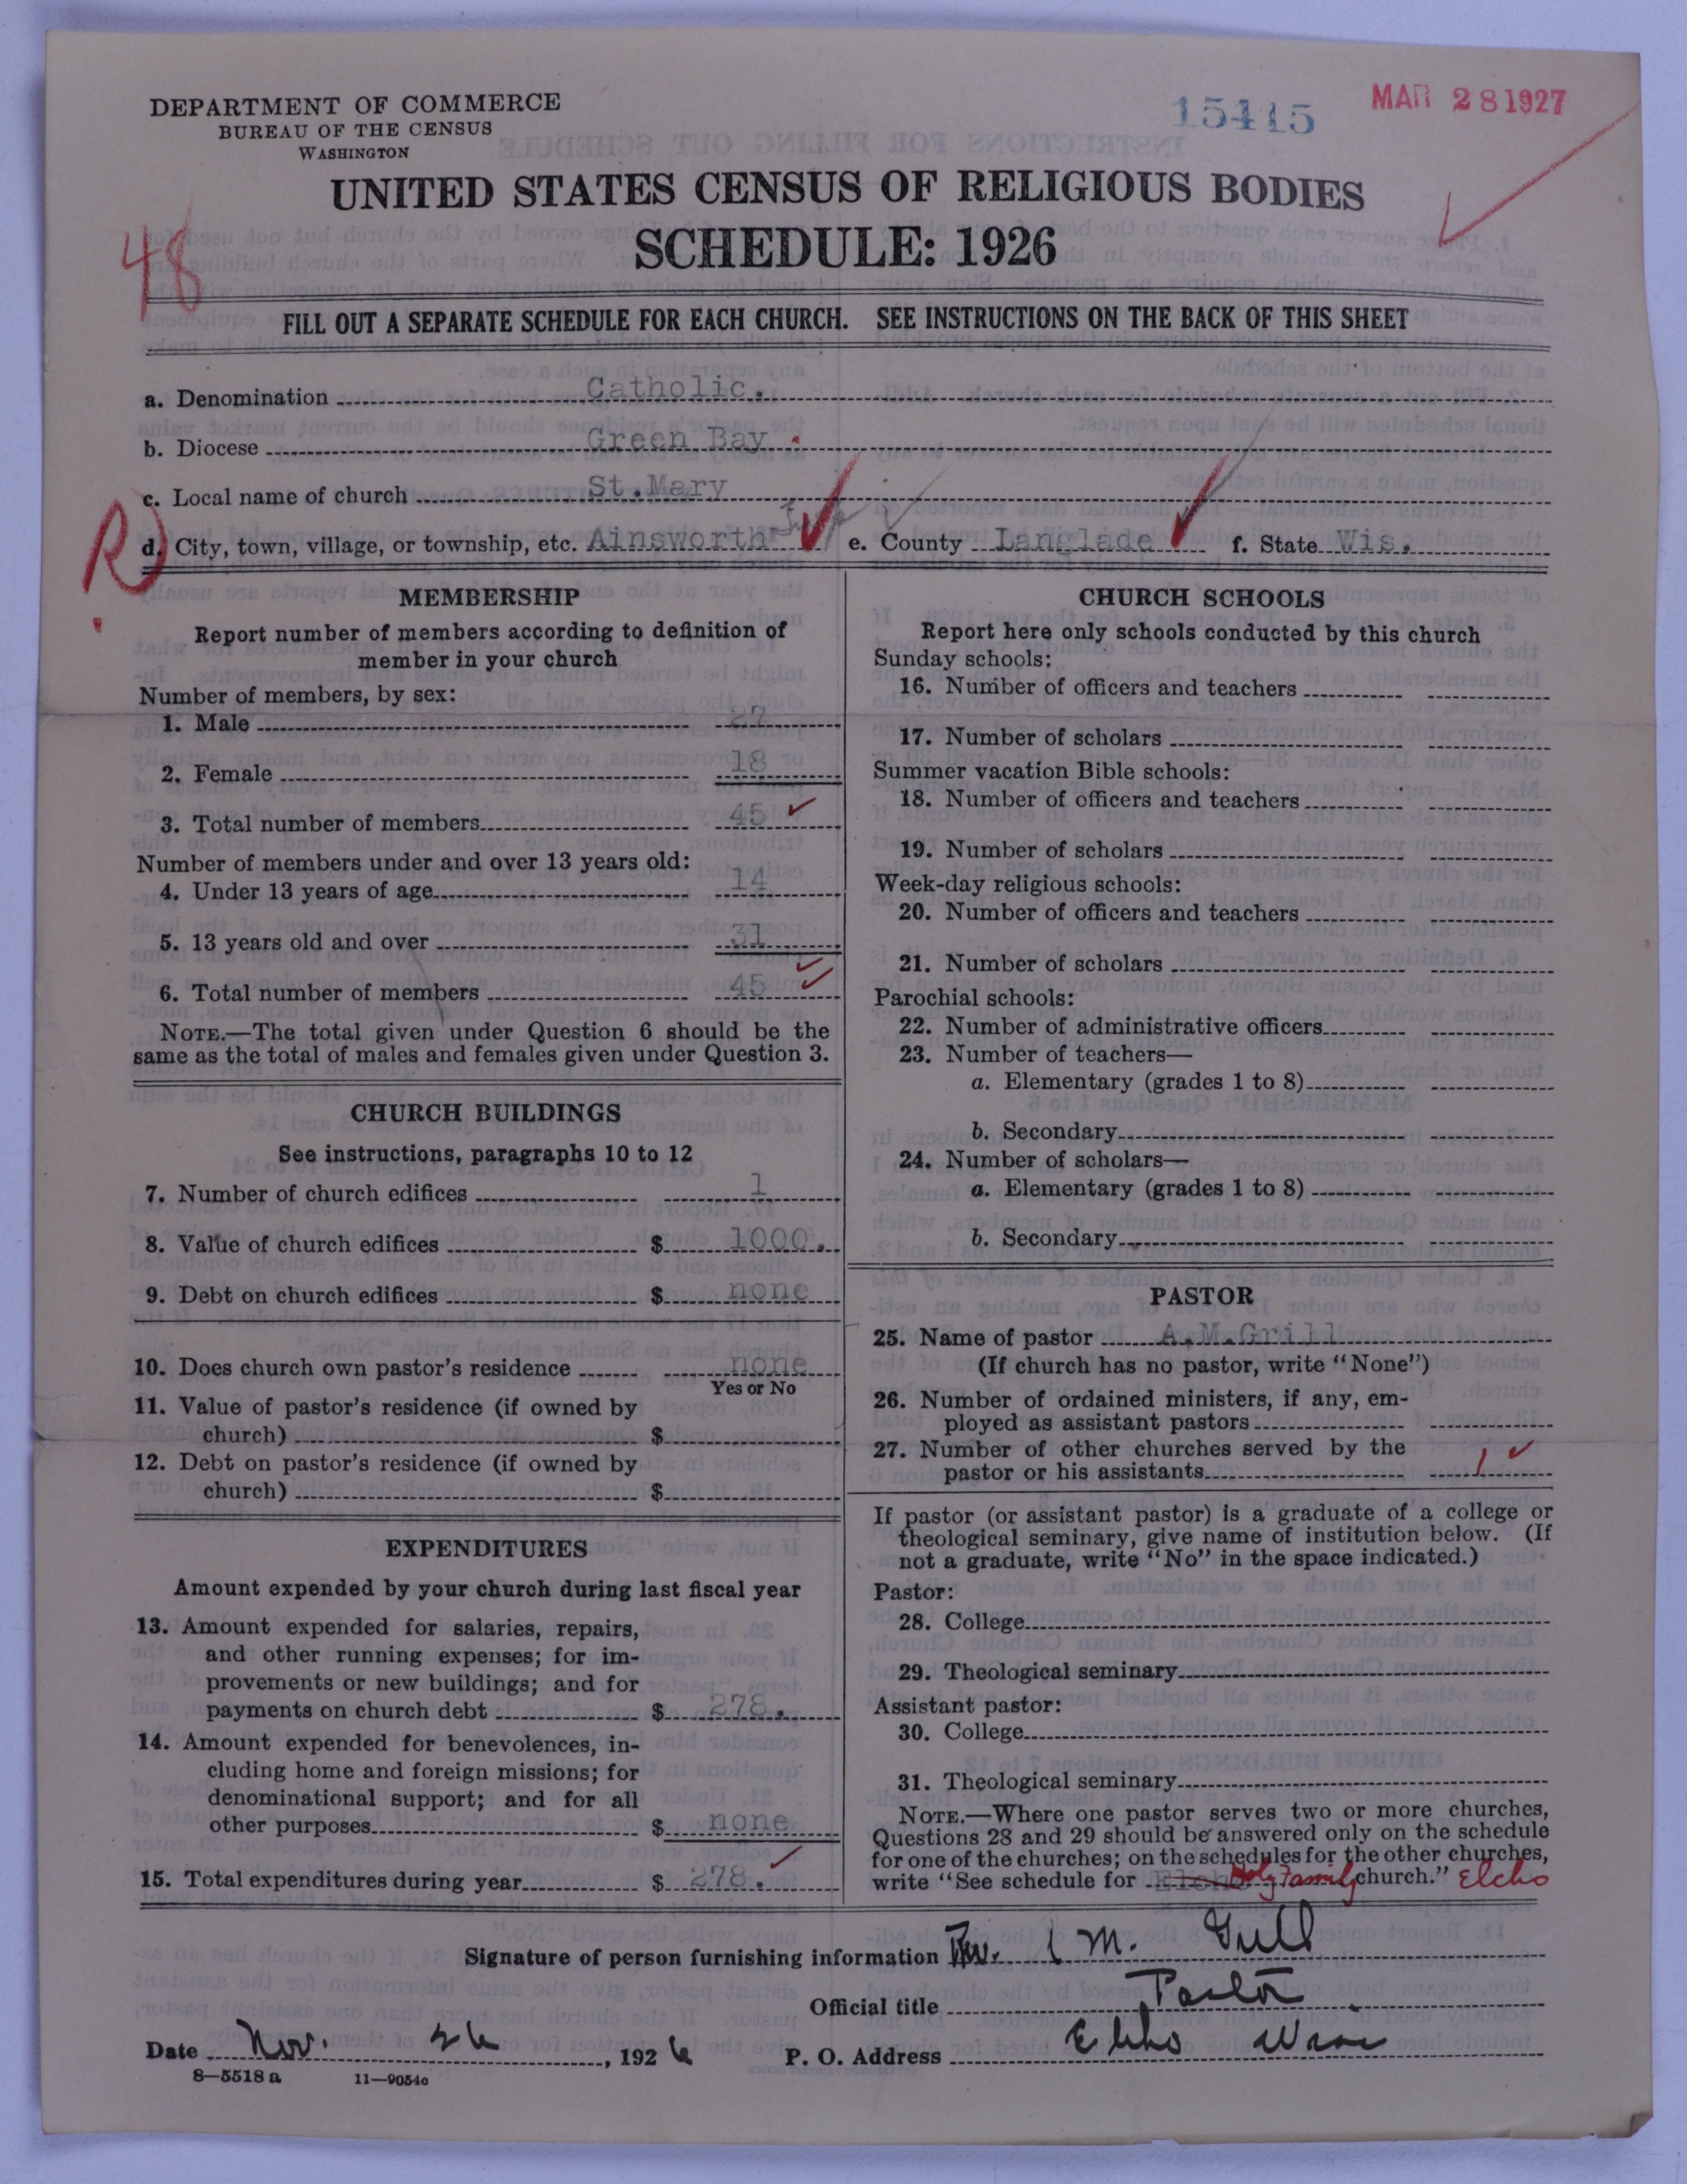 DEPARTMENT OF COMMERCE
BUREAU OF THE CENSUS
WASHINGTON
15415
MAR 28 1927
UNITED STATES CENSUS OF RELIGIOUS BODIES
SCHEDULE: 1926
48
FILL OUT A SEPARATE SCHEDULE FOR EACH CHURCH. SEE INSTRUCTIONS ON THE BACK OF THIS SHEET
a. Denomination Catholic.
b. Diocese Green Bay.
c. Local name of church St.Mary
R
d. City, town, village, or township, etc. Ainsworth e. County Langlade f. State Wis.
MEMBERSHIP
Report number of members according to definition of
member in your church
Number of members, by sex:
1. Male 27
2. Female 18
3. Total number of members 45
Number of members under and over 13 years old:
4. Under 13 years of age 14
5. 13 years old and over 31
6. Total number of members 45
NOTE.—The total given under Question 6 should be the
same as the total of males and females given under Question 3.
CHURCH BUILDINGS
See instructions, paragraphs 10 to 12
7. Number of church edifices 1
8. Value of church edifices $ 1000.
9. Debt on church edifices $ none
10. Does church own pastor's residence none
Yes or No
11. Value of pastor's residence (if owned by
church) $
12. Debt on pastor's residence (if owned by
church) $
EXPENDITURES
Amount expended by your church during last fiscal year
13. Amount expended for salaries, repairs,
and other running expenses; for im-
provements or new buildings; and for
payments on church debt $ 278.
14. Amount expended for benevolences, in-
cluding home and foreign missions; for
denominational support; and for all
other purposes $ none
15. Total expenditures during year $ 278.
CHURCH SCHOOLS
Report here only schools conducted by this church
Sunday schools:
16. Number of officers and teachers
17. Number of scholars
Summer vacation Bible schools:
18. Number of officers and teachers
19. Number of scholars
Week-day religious schools:
20. Number of officers and teachers
21. Number of scholars
Parochial schools:
22. Number of administrative officers
23. Number of teachers—
a. Elementary (grades 1 to 8)
b. Secondary
24. Number of scholars—
a. Elementary (grades 1 to 8)
b. Secondary
PASTOR
25. Name of pastor A.M.Grill
(If church has no pastor, write "None")
26. Number of ordained ministers, if any, em-
ployed as assistant pastors
27. Number of other churches served by the
pastor or his assistants 1
If pastor (or assistant pastor) is a graduate of a college or
theological seminary, give name of institution below. (If
not a graduate, write "No" in the space indicated.)
Pastor:
28. College
29. Theological seminary
Assistant pastor:
30. College
31. Theological seminary
NOTE.—Where one pastor serves two or more churches,
Questions 28 and 29 should be answered only on the schedule
for one of the churches; on the schedules for the other churches,
write "See schedule for Elcho Holy Family church." Elcho
Signature of person furnishing information Rev. M. Grill
Official title Pastor
Date Nov. 26, 1926 P. O. Address Elcho Wis
8—5518 a 11—9054c